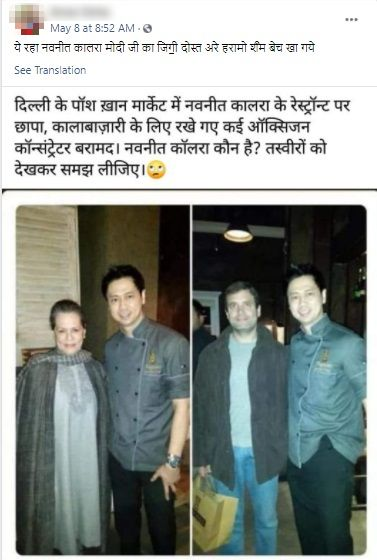 May 8 at 8:52 AM ·
ये रहा नवनीत कालरा मोदी जी का जिग़ी दोस्त अरे हरामो शर्म बेच खा गये
See Translation
दिल्ली के पॉश ख़ान मार्केट में नवनीत कालरा के रेस्ट्रॉन्ट पर
छापा, कालाबाज़ारी के लिए रखे गए कई ऑक्सिजन
कॉन्संट्रेटर बरामद। नवनीत कॉलरा कौन है? तस्वीरों को
देखकर समझ लीजिए।🙄